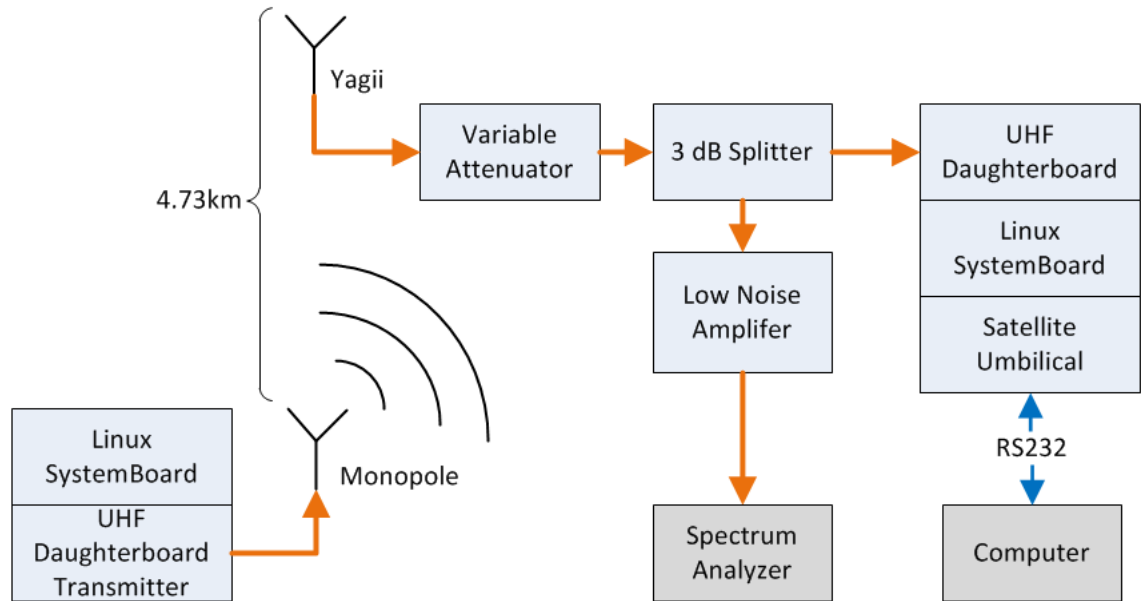 Yagii
Variable
Attenuator
3 dB Splitter
UHF
Daughterboard
4.73km
Linux
SystemBoard
Low Noise
Amplifer
Satellite
Umbilical
Linux
SystemBoard
Monopole
RS232
UHF
Daughterboard
Transmitter
Spectrum
Analyzer
Computer